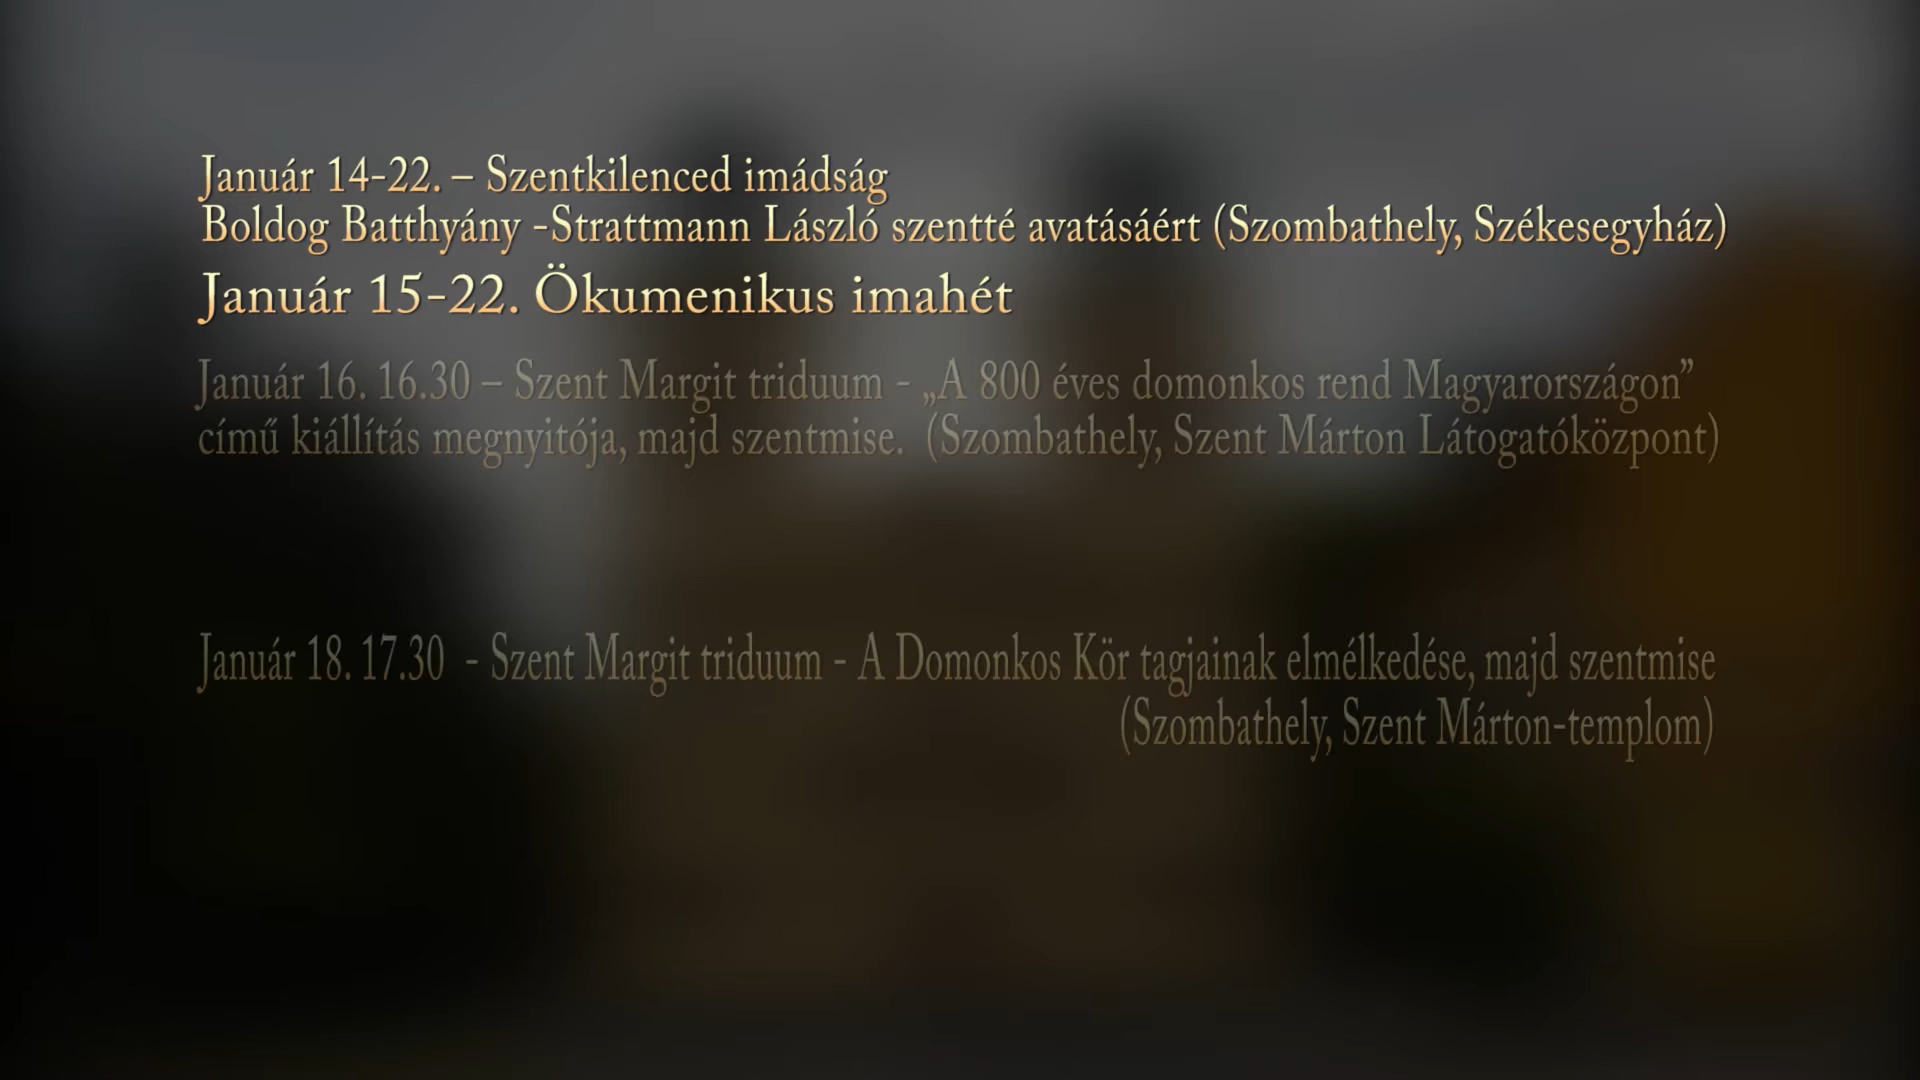 Január 14-22. – Szentkilenced imádság
Boldog Batthyány -Strattmann László szentté avatásáért (Szombathely, Székesegyház)
Január 15-22. Ökumenikus imahét
Január 16. 16.30 – Szent Margit triduum - „A 800 éves domonkos rend Magyarországon”
című kiállítás megnyitója, majd szentmise. (Szombathely, Szent Márton Látogatóközpont)
Január 18. 17.30 - Szent Margit triduum - A Domonkos Kör tagjainak elmélkedése, majd szentmise
(Szombathely, Szent Márton-templom)